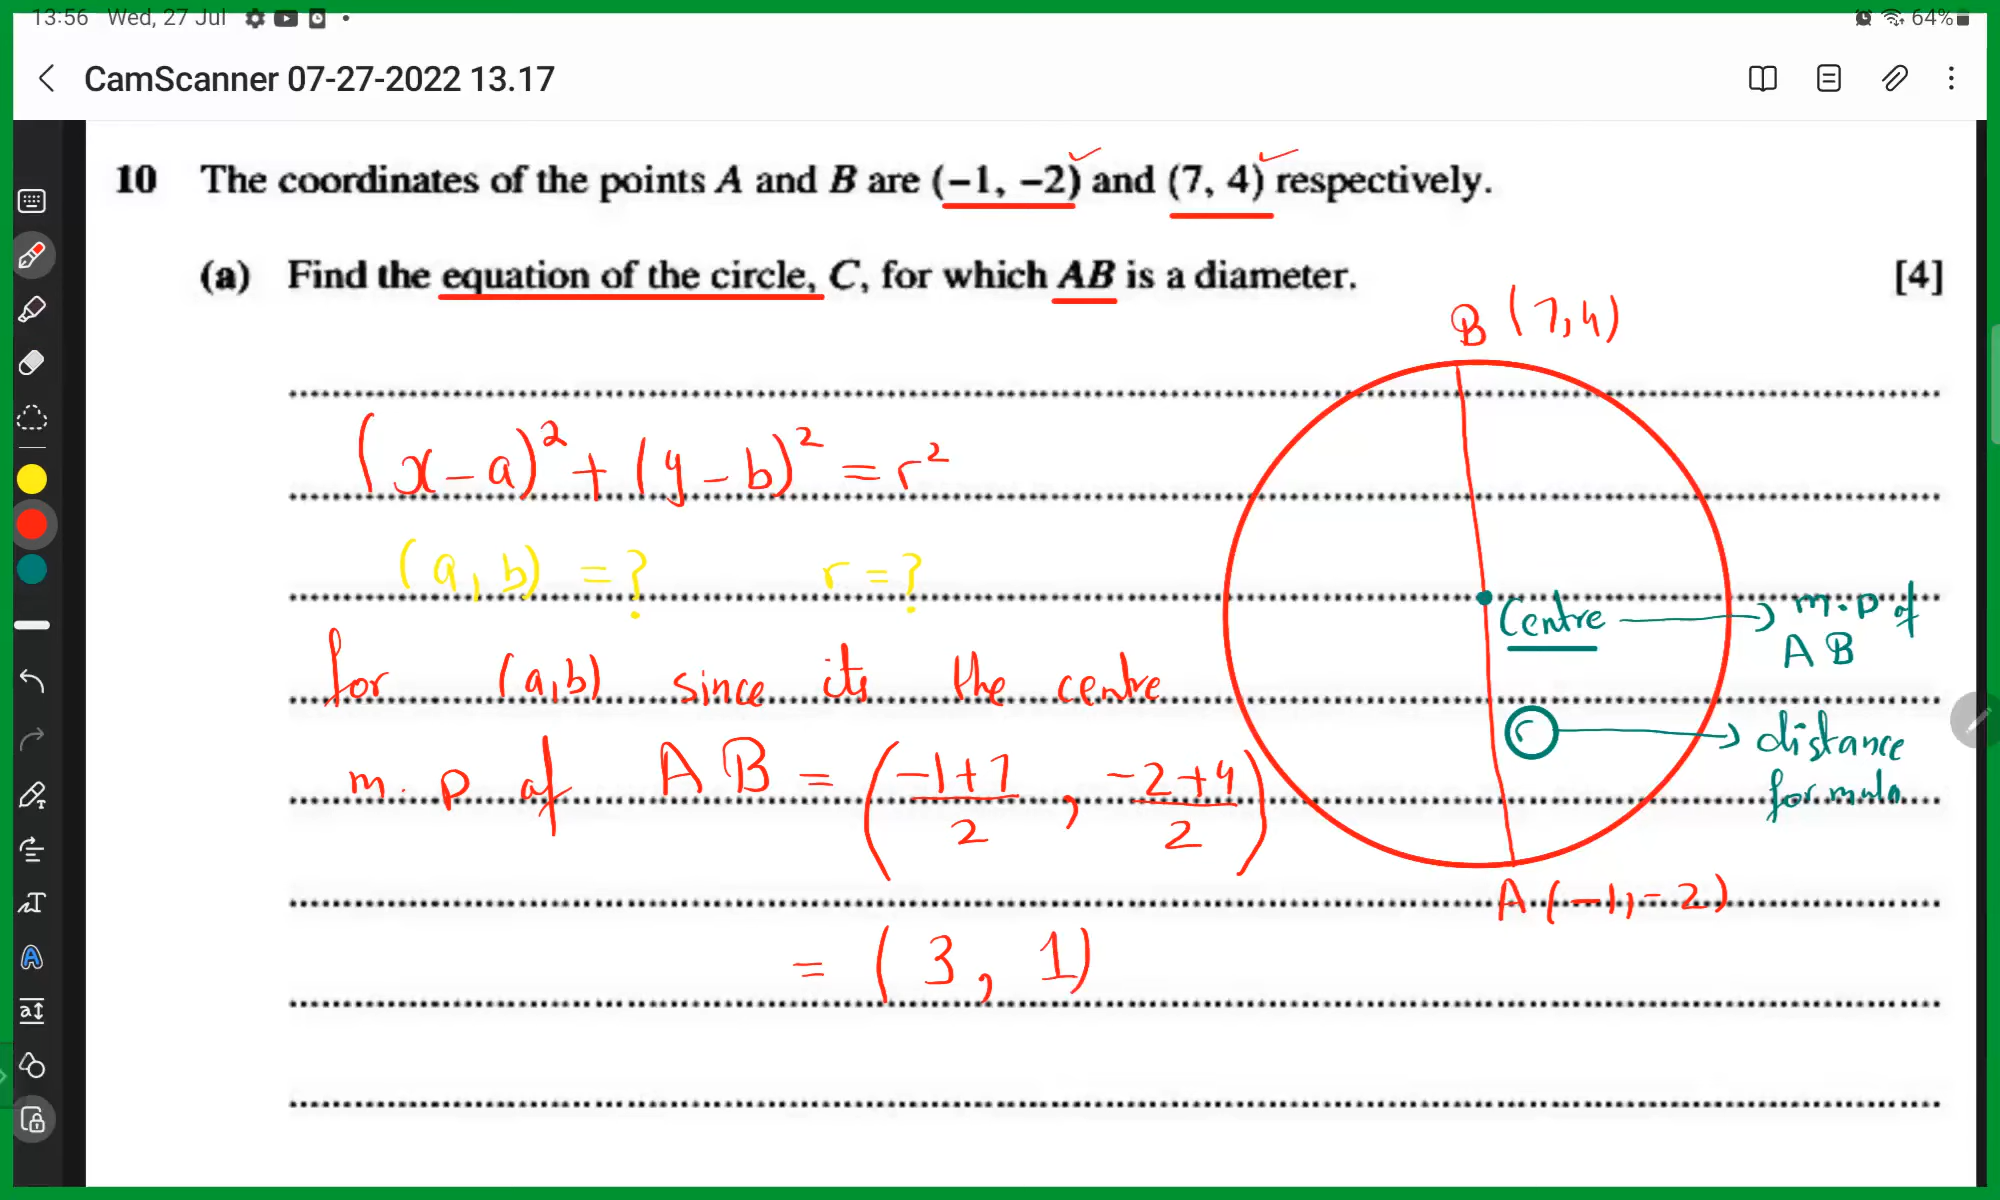 13:56 Wed, 27 Jul
64%
CamScanner 07-27-2022 13.17
10 The coordinates of the points A and B are (−1, −2) and (7, 4) respectively.
(a) Find the equation of the circle, C, for which AB is a diameter. [4]
B (7,4)
(x-a)² + (y-b)² = r²
(a, b) = ? r = ?
Centre → m.p of
AB
for (a,b) since its the centre
r → distance
formula
m.p of AB = (-1+7/2 , -2+4/2)
A (-1,-2)
= (3, 1)